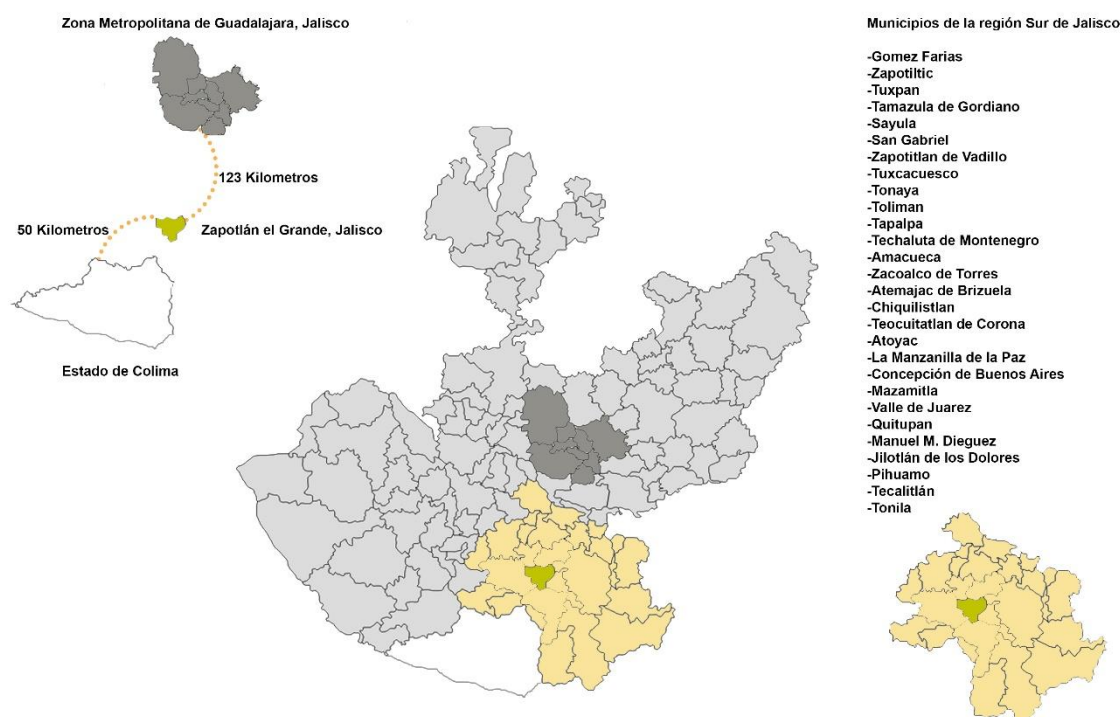 Zona Metropolitana de Guadalajara, Jalisco
123 Kilometros
50 Kilometros
Zapotlán el Grande, Jalisco
Estado de Colima
Municipios de la región Sur de Jalisco
-Gomez Farias
-Zapotiltic
-Tuxpan
-Tamazula de Gordiano
-Sayula
-San Gabriel
-Zapotitlan de Vadillo
-Tuxcacuesco
-Tonaya
-Toliman
-Tapalpa
-Techaluta de Montenegro
-Amacueca
-Zacoalco de Torres
-Atemajac de Brizuela
-Chiquilistlan
-Teocuitatlan de Corona
-Atoyac
-La Manzanilla de la Paz
-Concepción de Buenos Aires
-Mazamitla
-Valle de Juarez
-Quitupan
-Manuel M. Dieguez
-Jilotlán de los Dolores
-Pihuamo
-Tecalitlán
-Tonila